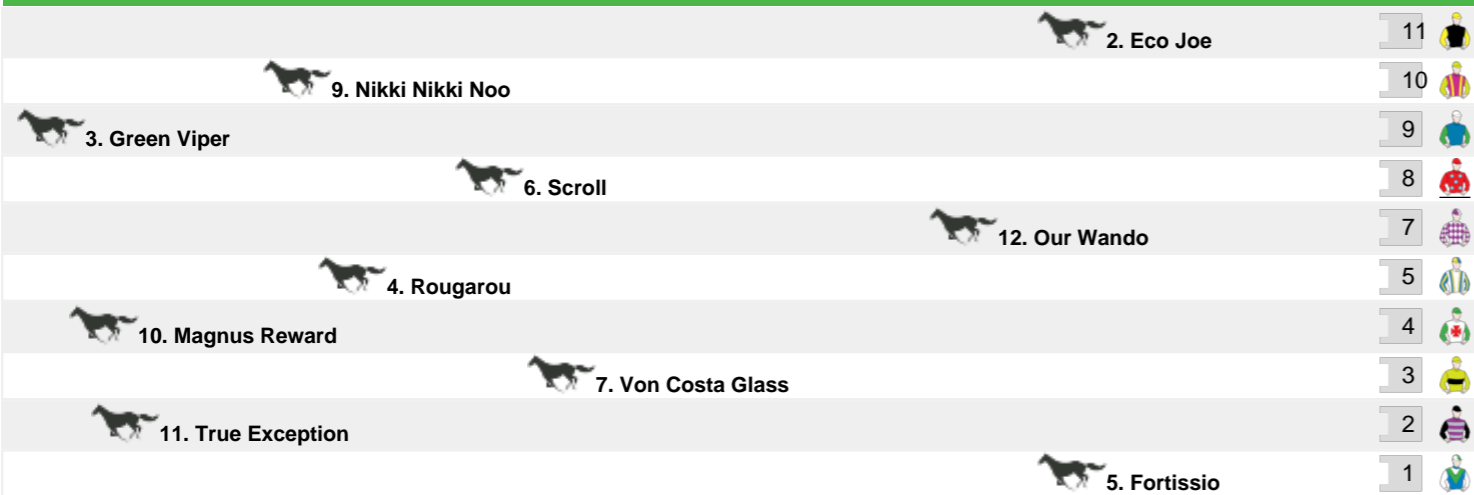 2. Eco Joe 11
9. Nikki Nikki Noo 10
3. Green Viper 9
6. Scroll 8
12. Our Wando 7
4. Rougarou 5
10. Magnus Reward 4
7. Von Costa Glass 3
11. True Exception 2
5. Fortissio 1